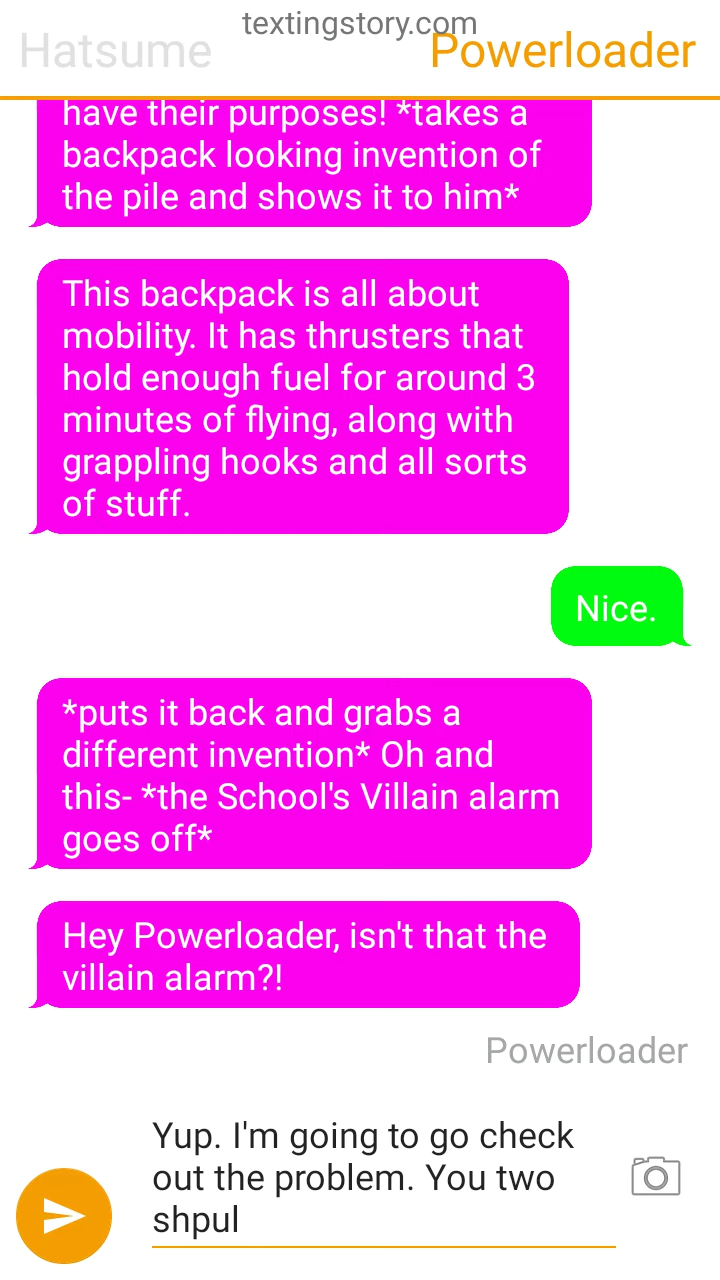 textingstory.com
Hatsume
Powerloader
have their purposes! *takes a
backpack looking invention of
the pile and shows it to him*
This backpack is all about
mobility. It has thrusters that
hold enough fuel for around 3
minutes of flying, along with
grappling hooks and all sorts
of stuff.
Nice.
*puts it back and grabs a
different invention* Oh and
this- *the School's Villain alarm
goes off*
Hey Powerloader, isn't that the
villain alarm?!
Powerloader
Yup. I'm going to go check
out the problem. You two
shpul